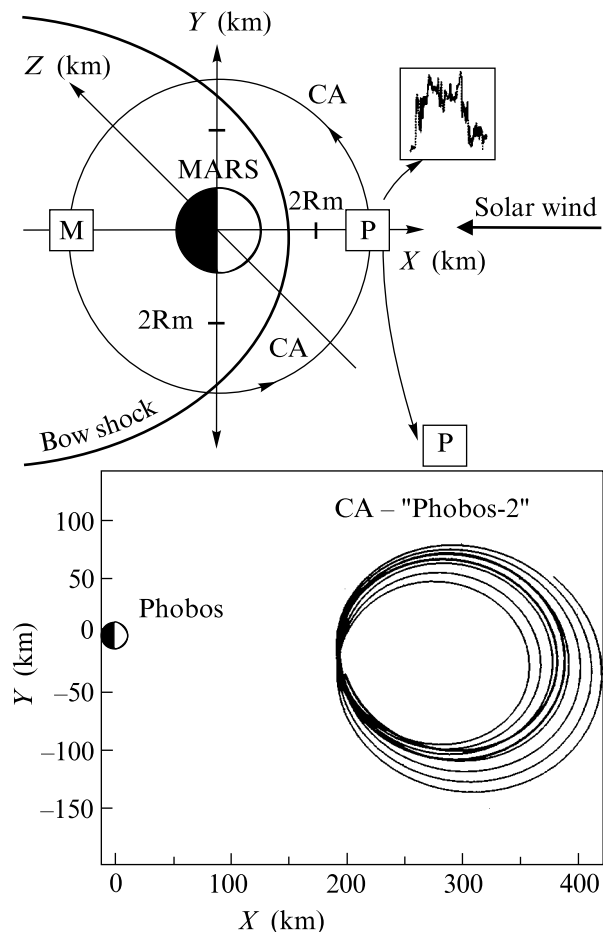 Y (km)
Z (km)
CA
MARS
2Rm
Solar wind
M
P
X (km)
2Rm
CA
Bow shock
P
CA – "Phobos-2"
100
50
Phobos
0
Y (km)
–50
–100
–150
0 100 200 300 400
X (km)